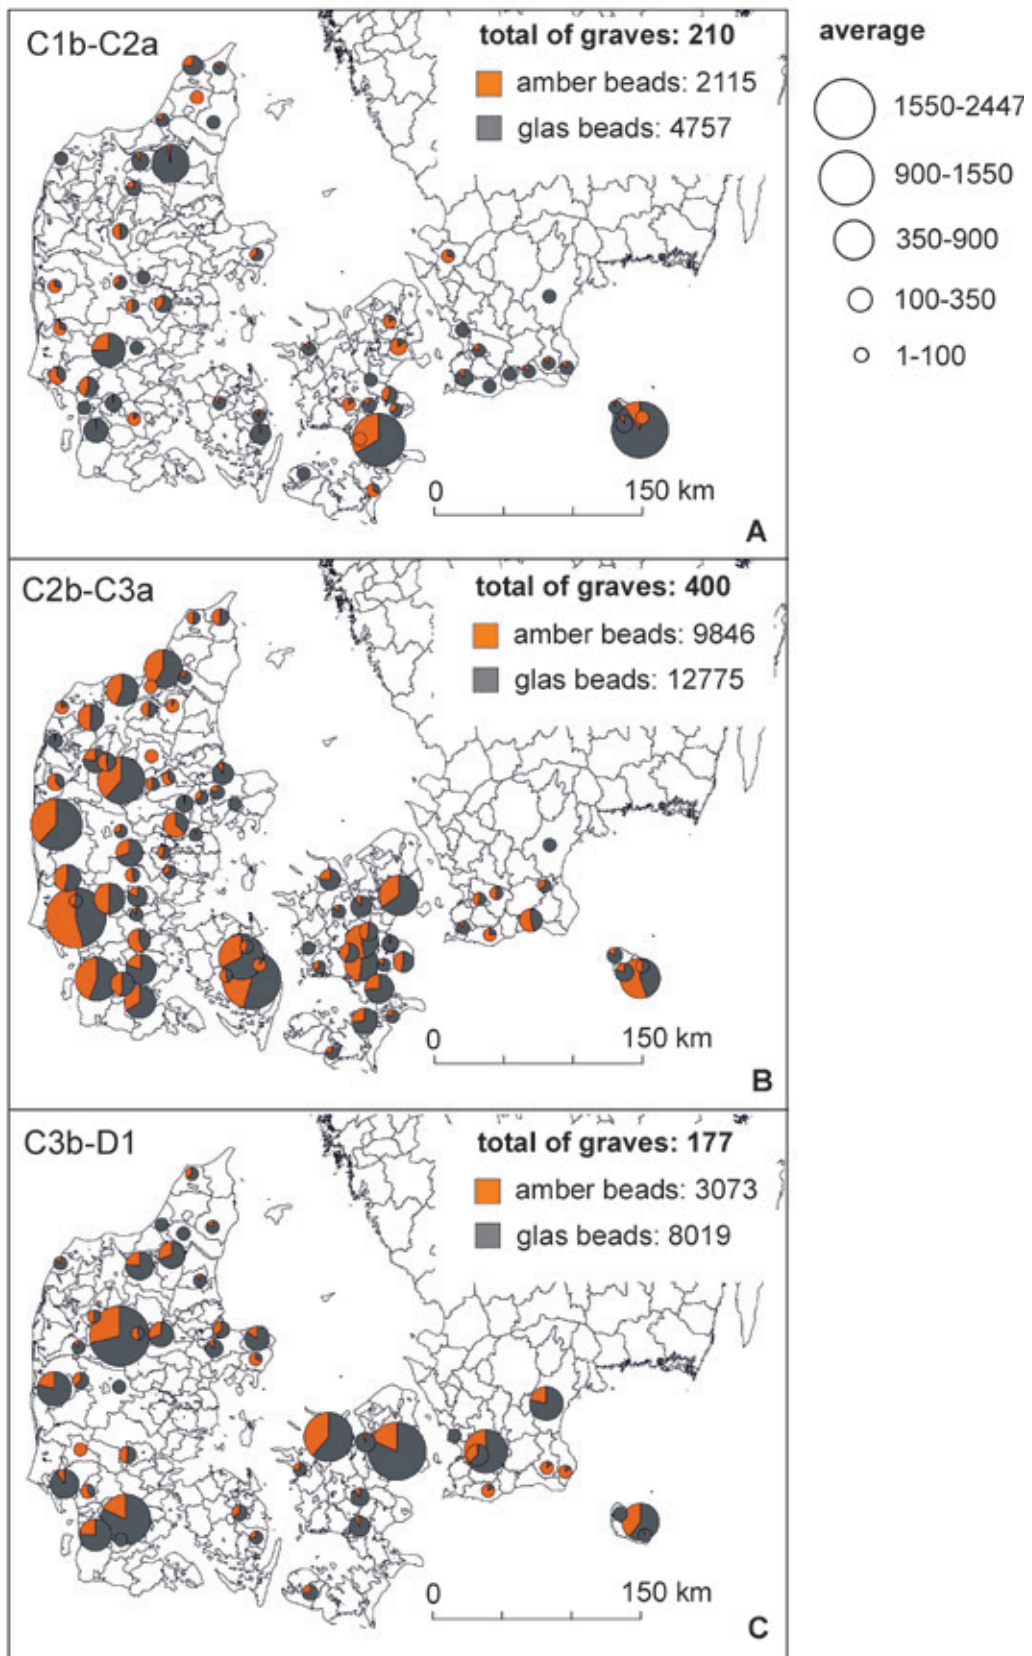 C1b-C2a
total of graves: 210
amber beads: 2115
glas beads: 4757
0 150 km
A
average
1550-2447
900-1550
350-900
100-350
1-100
C2b-C3a
total of graves: 400
amber beads: 9846
glas beads: 12775
0 150 km
B
C3b-D1
total of graves: 177
amber beads: 3073
glas beads: 8019
0 150 km
C